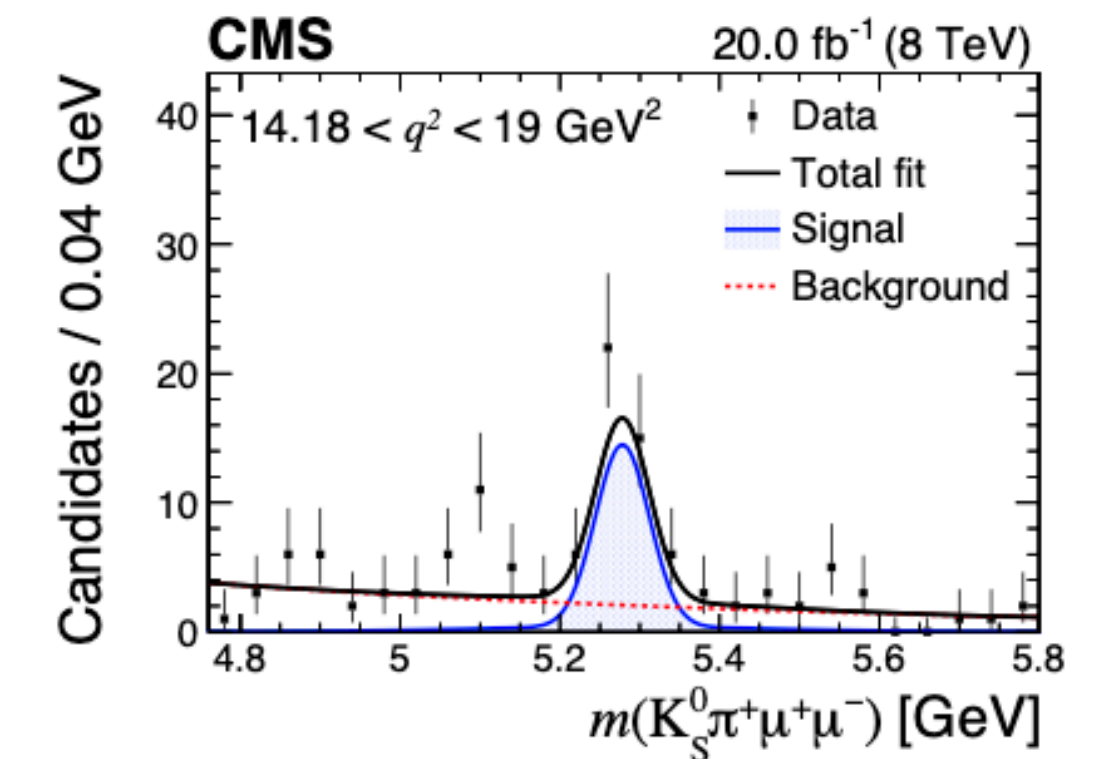 CMS 20.0 fb⁻¹ (8 TeV)
14.18 < q² < 19 GeV²
Data
Total fit
Signal
Background
Candidates / 0.04 GeV
40
30
20
10
0
4.8 5 5.2 5.4 5.6 5.8
m(K⁰_S π⁺μ⁺μ⁻) [GeV]